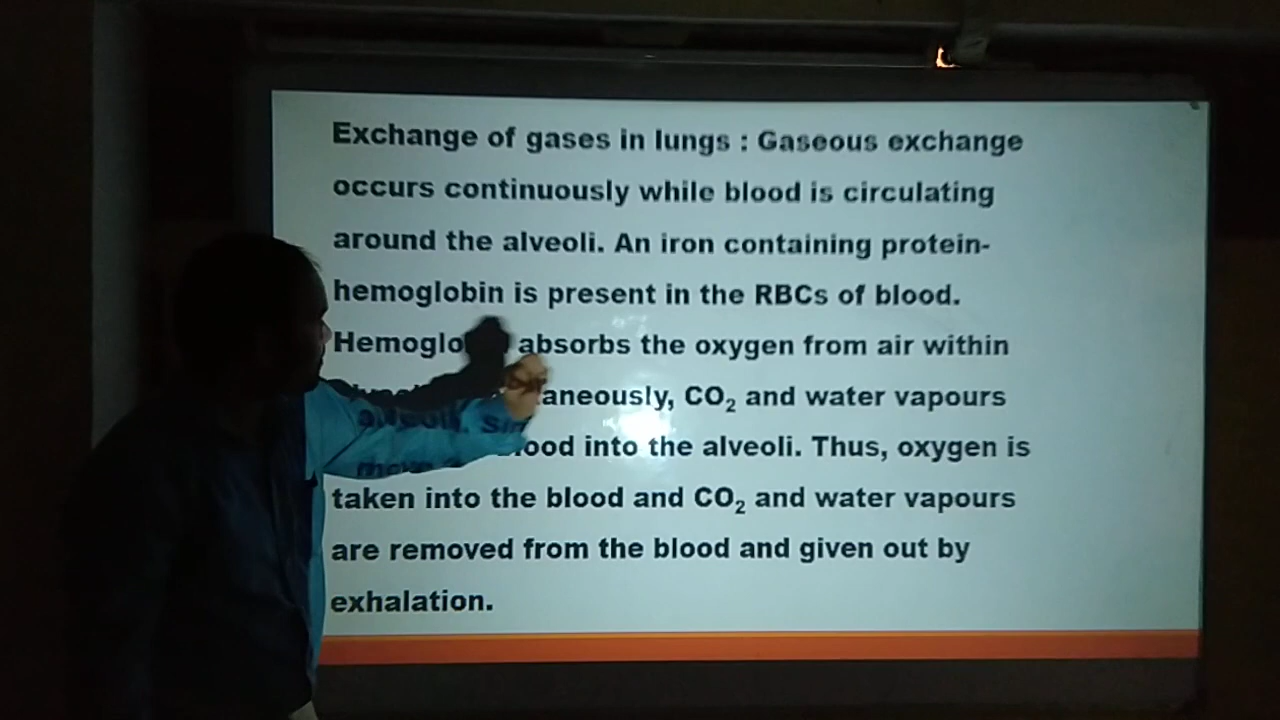 Exchange of gases in lungs : Gaseous exchange
occurs continuously while blood is circulating
around the alveoli. An iron containing protein-
hemoglobin is present in the RBCs of blood.
absorbs the oxygen from air within
CO₂ and water vapours
into the alveoli. Thus, oxygen is
taken into the blood and CO₂ and water vapours
are removed from the blood and given out by
exhalation.